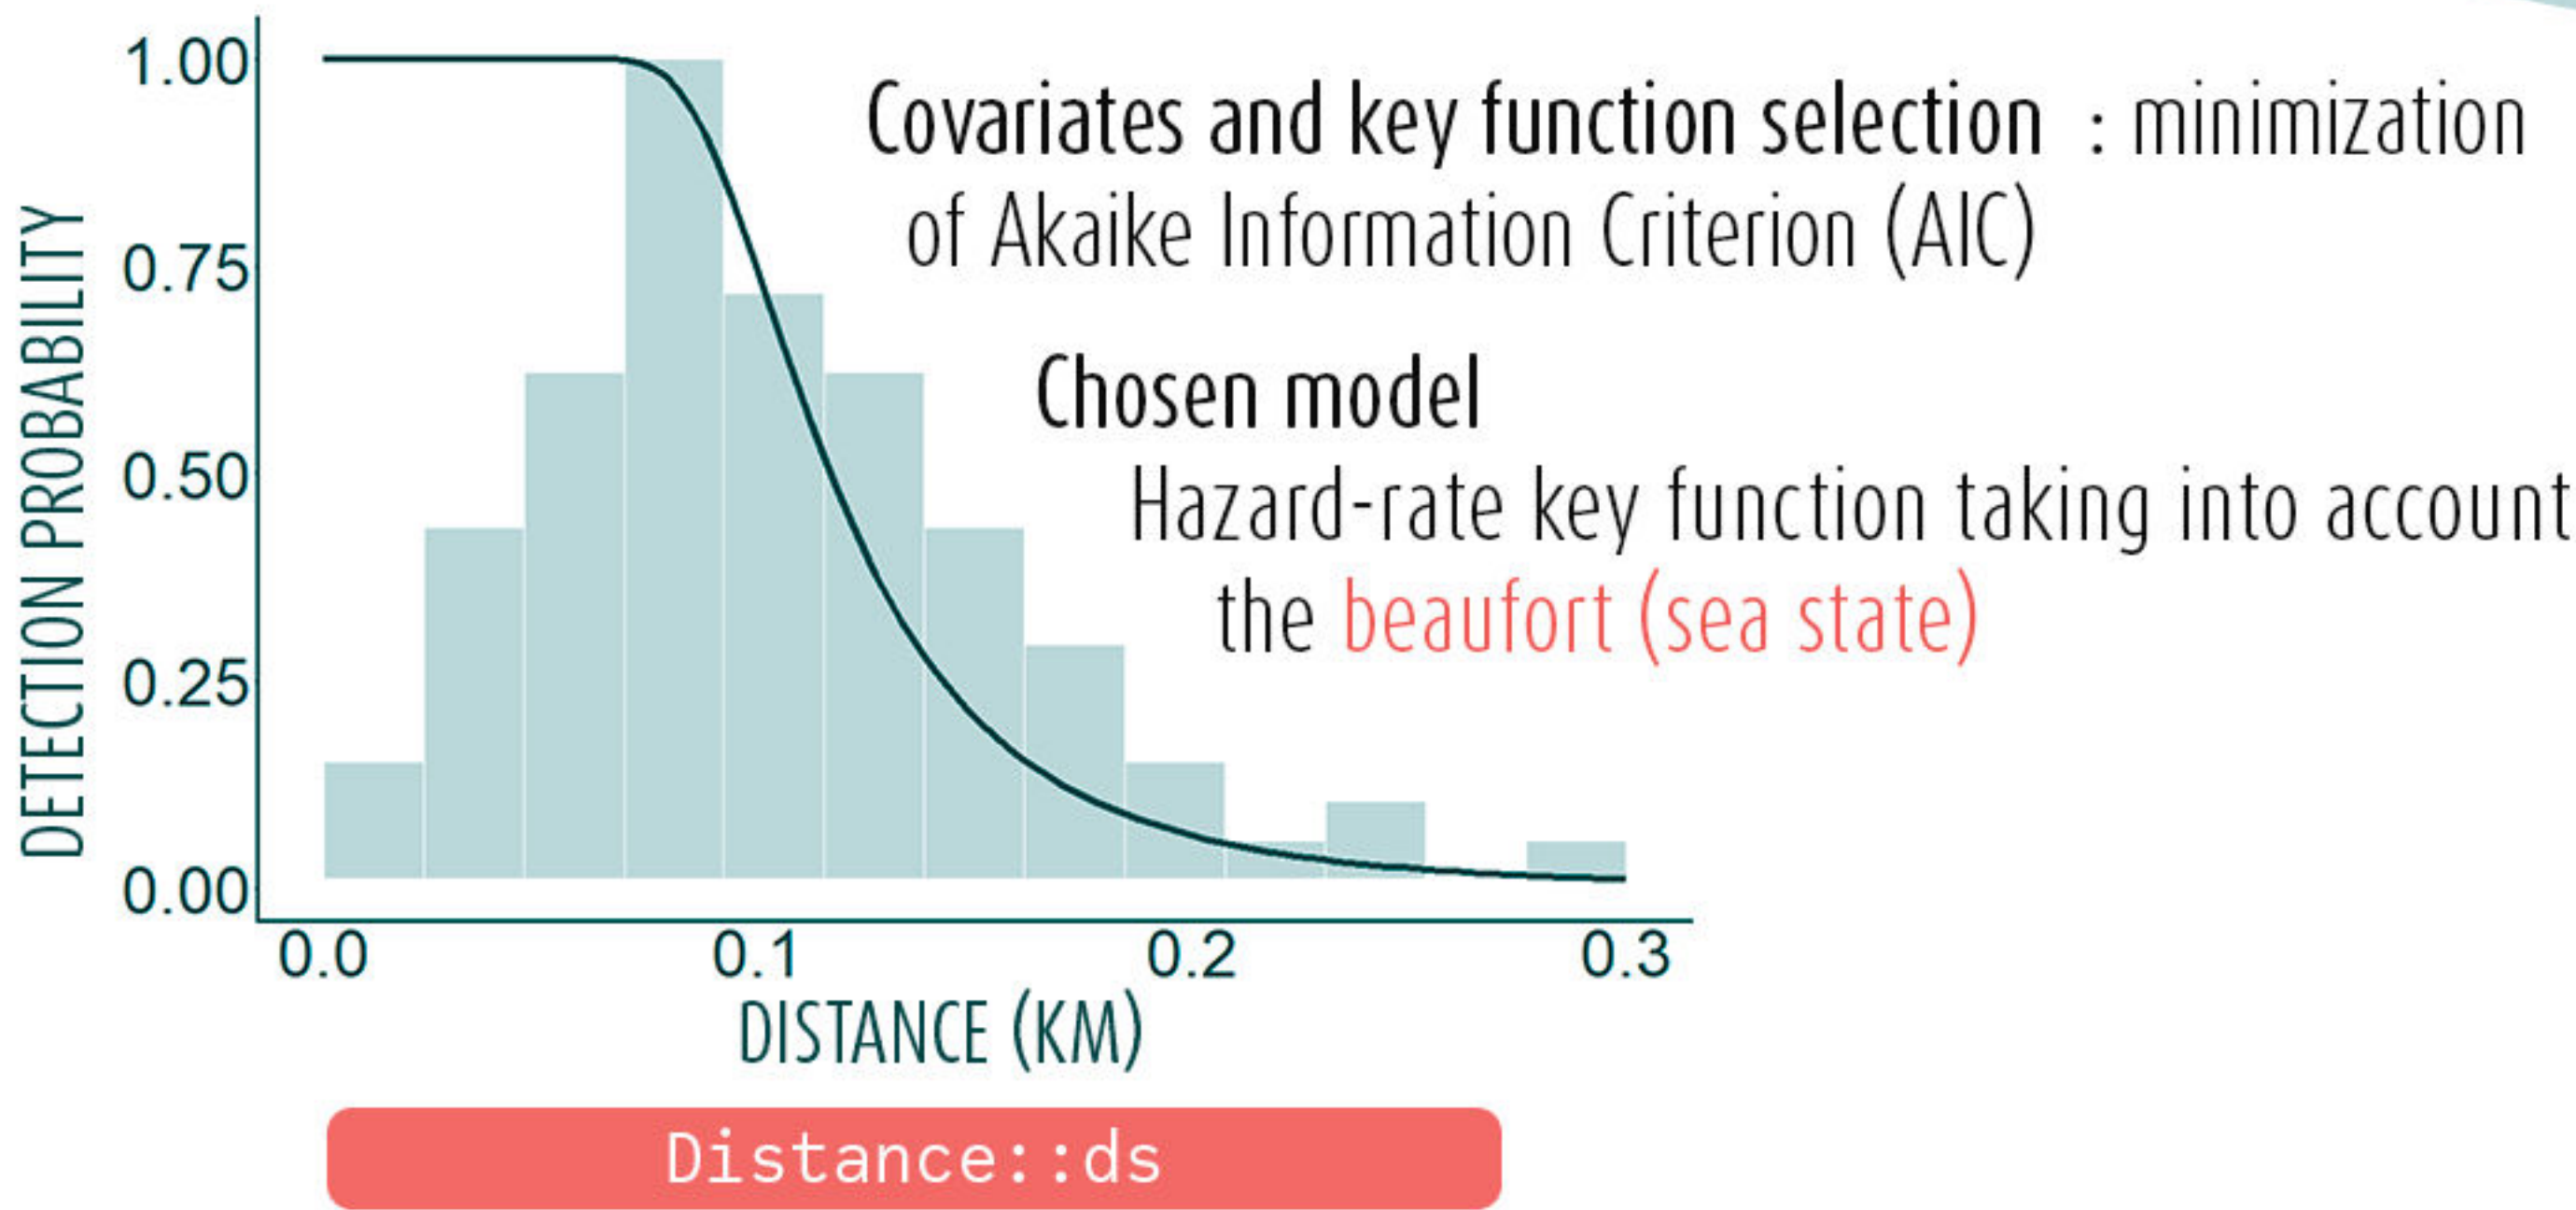 DETECTION PROBABILITY
1.00
0.75
0.50
0.25
0.00
0.0 0.1 0.2 0.3
DISTANCE (KM)
Covariates and key function selection : minimization
of Akaike Information Criterion (AIC)
Chosen model
Hazard-rate key function taking into account
the beaufort (sea state)
Distance::ds